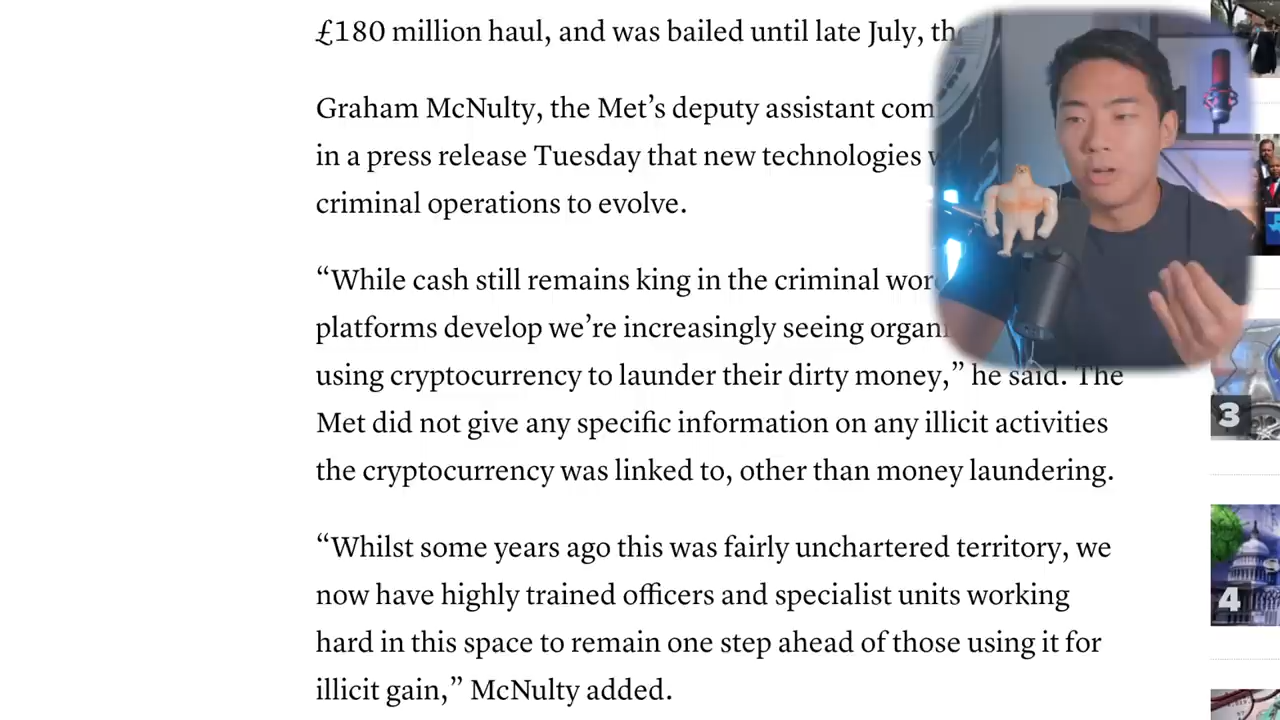 £180 million haul, and was bailed until late July,
Graham McNulty, the Met’s deputy assistant
in a press release Tuesday that new technologies
criminal operations to evolve.
“While cash still remains king in the criminal
platforms develop we’re increasingly seeing
using cryptocurrency to launder their dirty money,” he said. The
Met did not give any specific information on any illicit activities
the cryptocurrency was linked to, other than money laundering.
“Whilst some years ago this was fairly unchartered territory, we
now have highly trained officers and specialist units working
hard in this space to remain one step ahead of those using it for
illicit gain,” McNulty added.
3
4